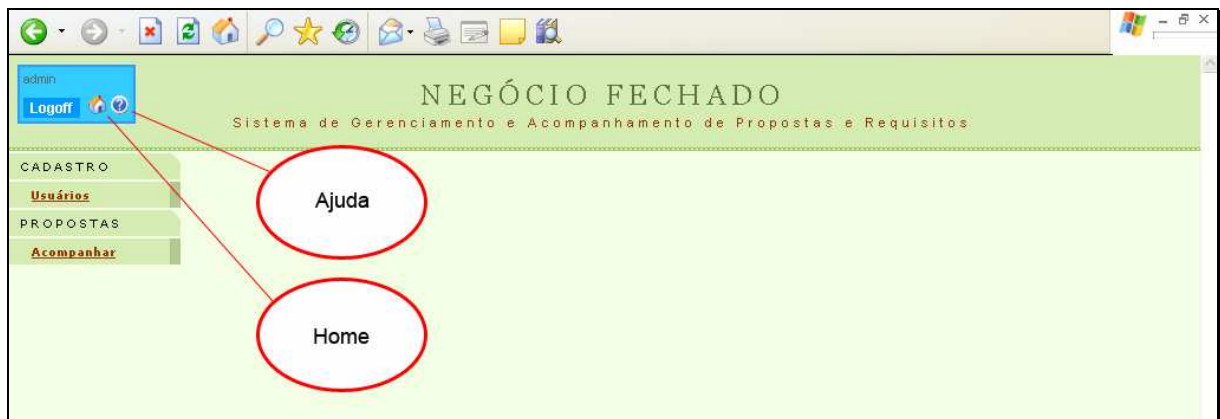 admin
Logoff
NEGÓCIO FECHADO
Sistema de Gerenciamento e Acompanhamento de Propostas e Requisitos
CADASTRO
Usuários
PROPOSTAS
Acompanhar
Ajuda
Home